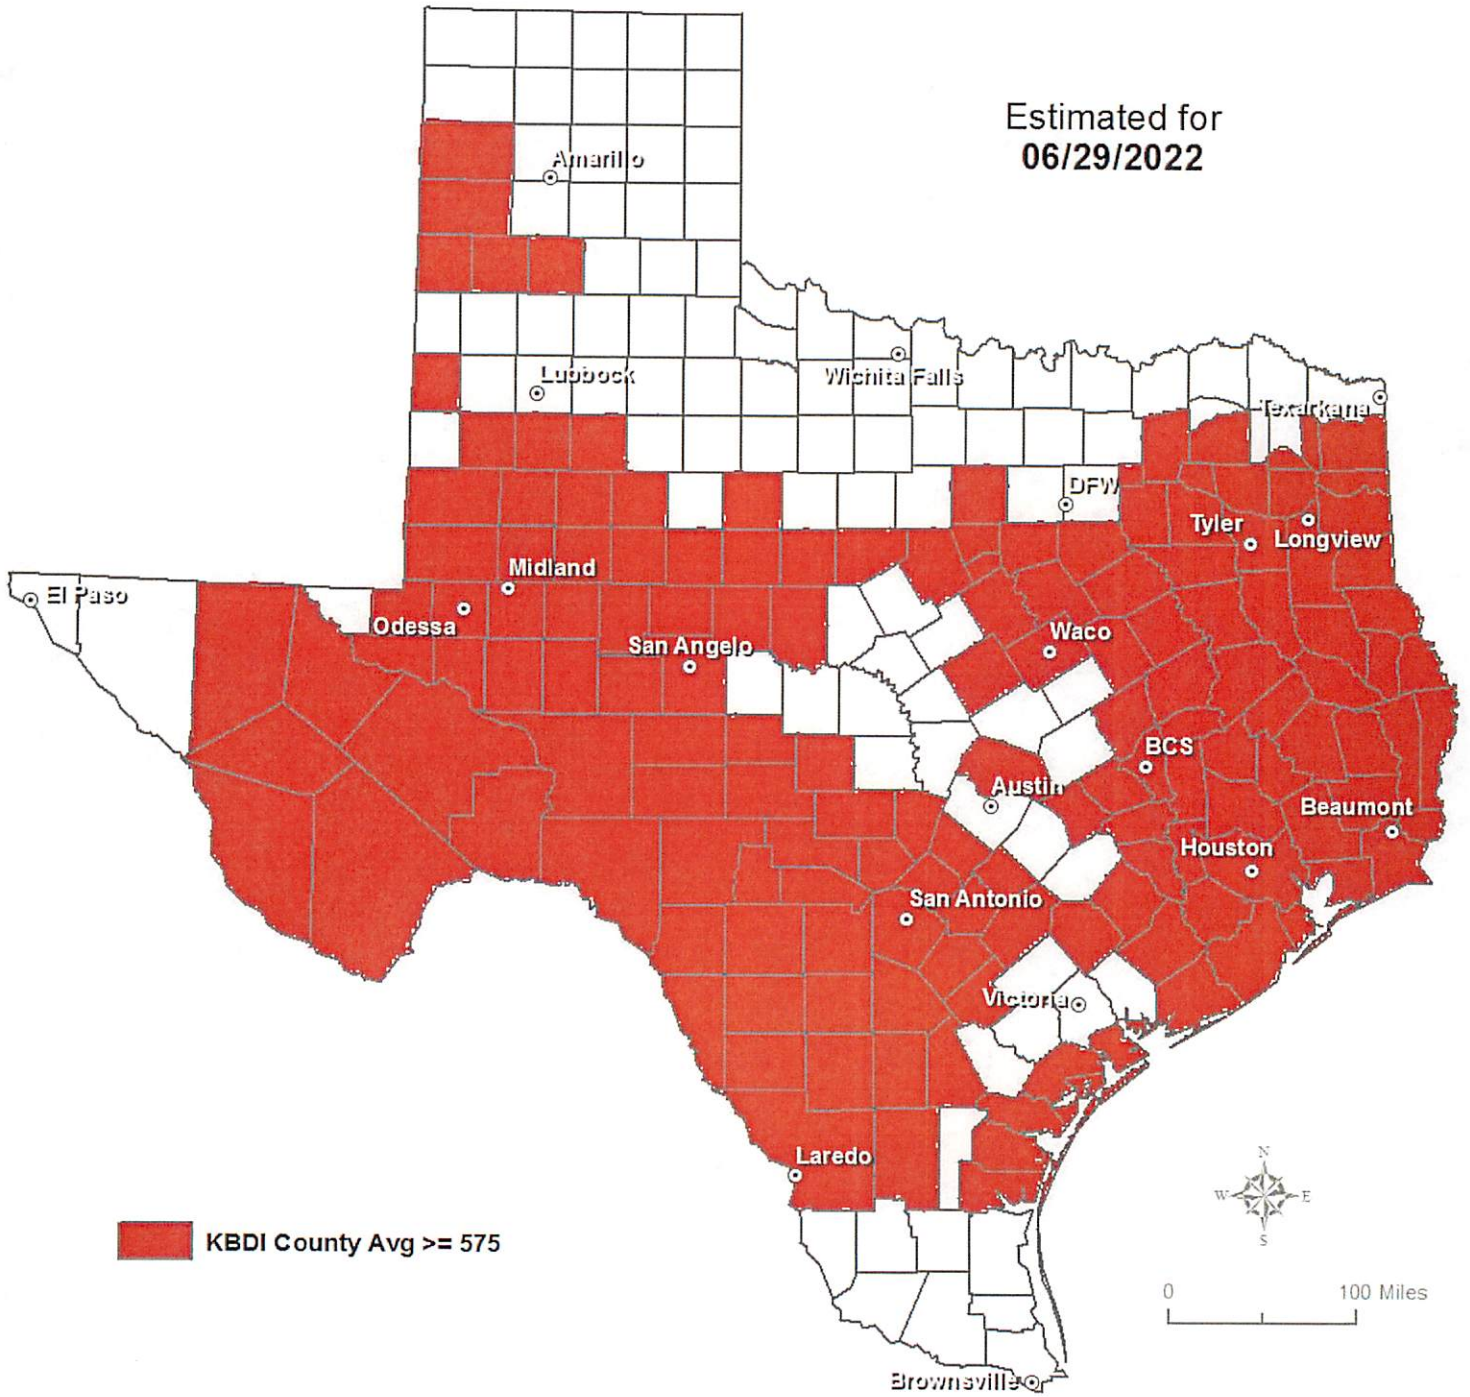 Estimated for
06/29/2022
Amarillo
Lubbock
Wichita Falls
Texarkana
DFW
Tyler
Longview
Midland
El Paso
Odessa
San Angelo
Waco
BCS
Austin
Beaumont
Houston
San Antonio
Victoria
Laredo
N
W E
S
KBDI County Avg >= 575
0 100 Miles
Brownsville